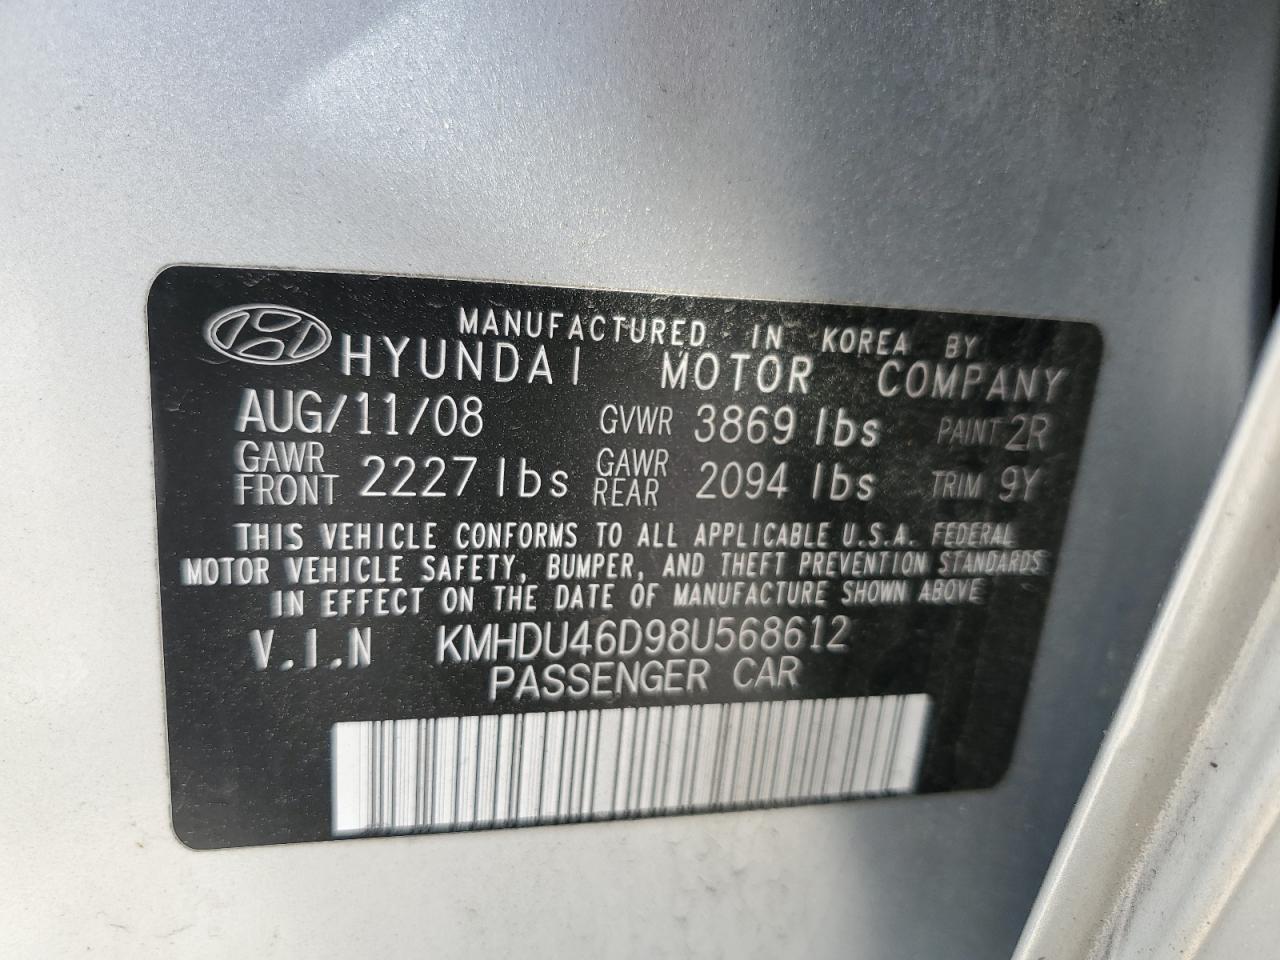 MANUFACTURED IN KOREA BY
HYUNDAI MOTOR COMPANY
AUG/11/08 GVWR 3869 lbs PAINT 2R
GAWR FRONT 2227 lbs GAWR REAR 2094 lbs TRIM 9Y
THIS VEHICLE CONFORMS TO ALL APPLICABLE U.S.A. FEDERAL
MOTOR VEHICLE SAFETY, BUMPER, AND THEFT PREVENTION STANDARDS
IN EFFECT ON THE DATE OF MANUFACTURE SHOWN ABOVE
V.I.N KMHDU46D98U568612
PASSENGER CAR